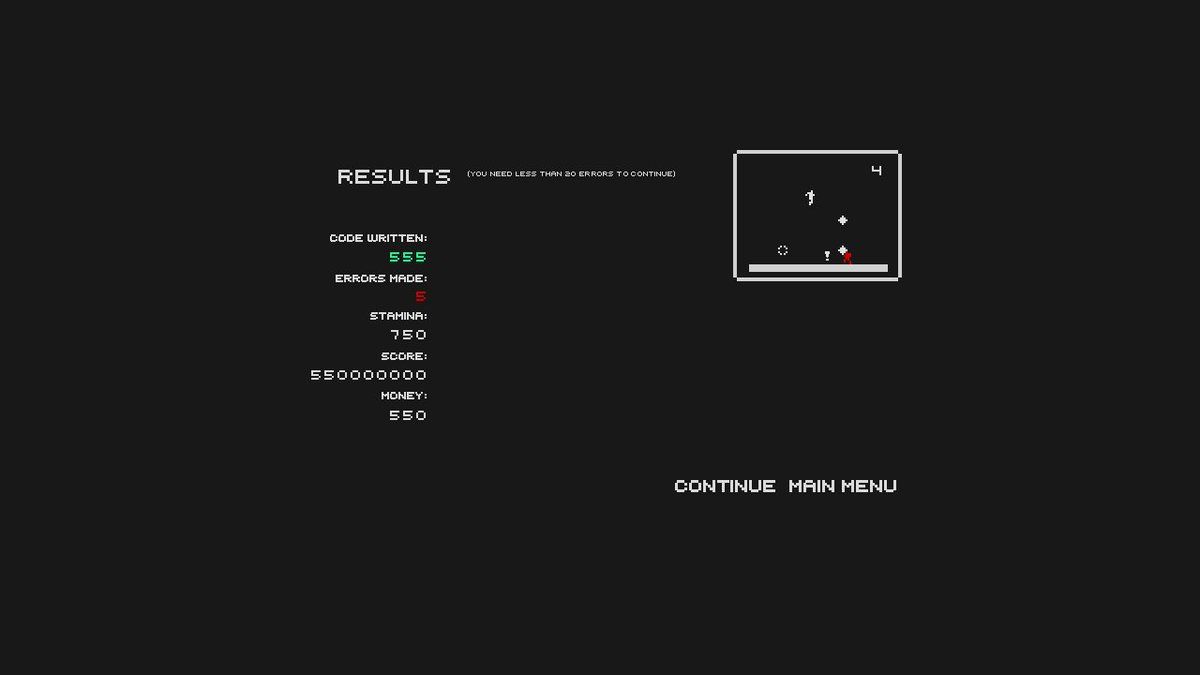 RESULTS (YOU NEED LESS THAN 20 ERRORS TO CONTINUE)
4
CODE WRITTEN:
555
ERRORS MADE:
5
STAMINA:
750
SCORE:
550000000
MONEY:
550
CONTINUE MAIN MENU